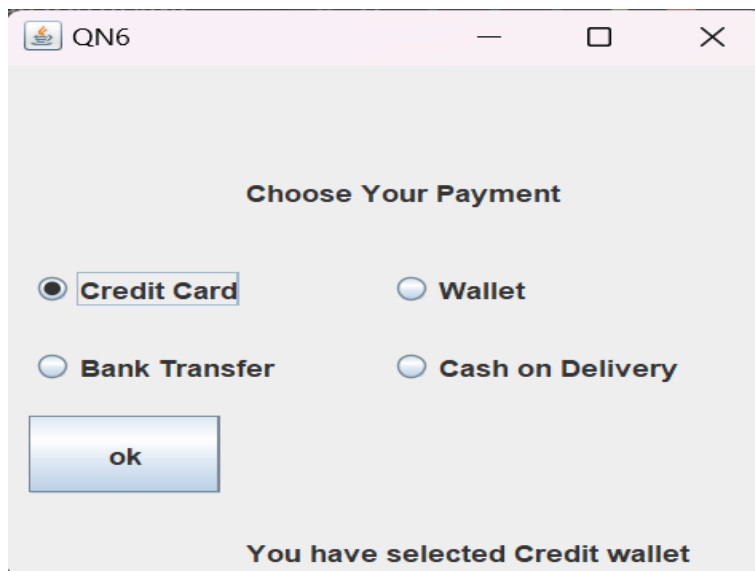 QN6
Choose Your Payment
Credit Card Wallet
Bank Transfer Cash on Delivery
ok
You have selected Credit wallet